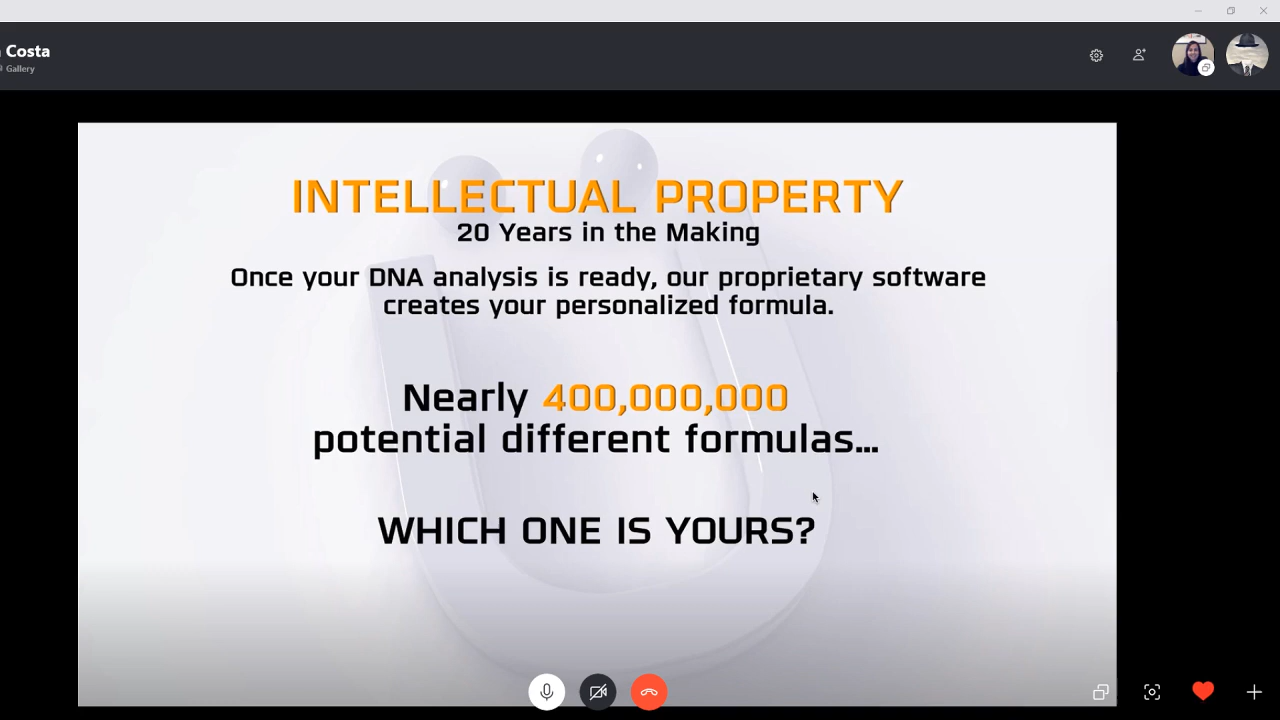 Costa
Gallery
INTELLECTUAL PROPERTY
20 Years in the Making
Once your DNA analysis is ready, our proprietary software
creates your personalized formula.
Nearly 400,000,000
potential different formulas...
WHICH ONE IS YOURS?